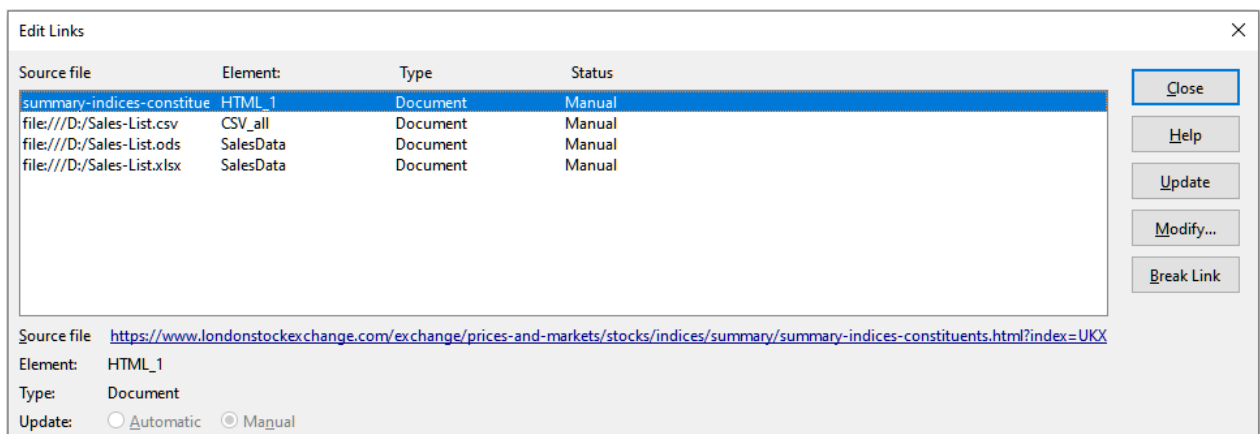 Edit Links
Source file Element: Type Status
summary-indices-constitue HTML_1 Document Manual
file:///D:/Sales-List.csv CSV_all Document Manual
file:///D:/Sales-List.ods SalesData Document Manual
file:///D:/Sales-List.xlsx SalesData Document Manual
Close
Help
Update
Modify...
Break Link
Source file https://www.londonstockexchange.com/exchange/prices-and-markets/stocks/indices/summary/summary-indices-constituents.html?index=UKX
Element: HTML_1
Type: Document
Update: Automatic Manual